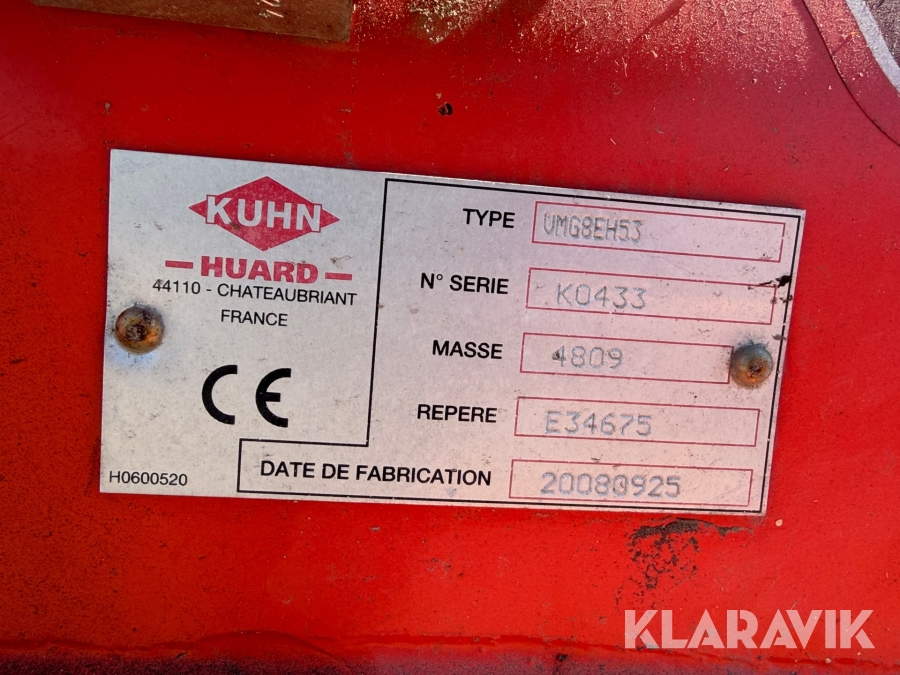 KUHN
HUARD
44110 - CHATEAUBRIANT
FRANCE
CE
H0600520
TYPE VMG8EH53
N° SERIE K0433
MASSE 4809
REPERE E34675
DATE DE FABRICATION 20080925
KLARAVIK